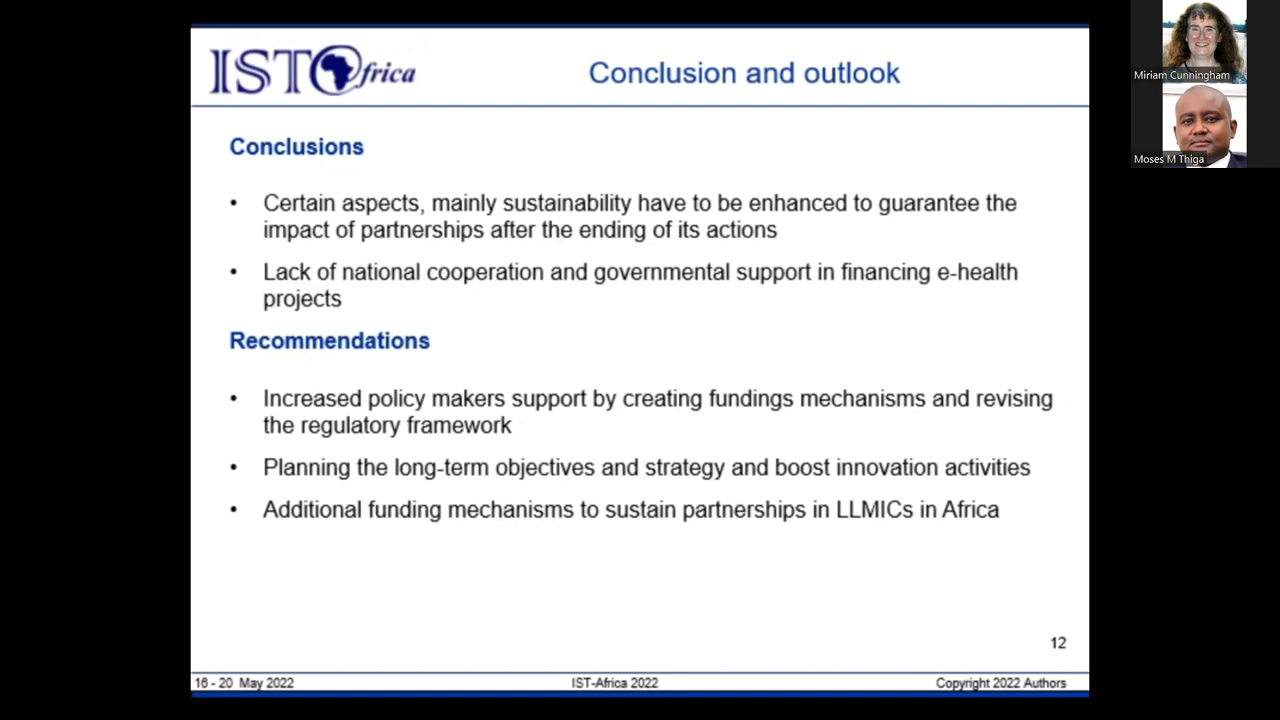 IST Africa
Conclusion and outlook
Conclusions
• Certain aspects, mainly sustainability have to be enhanced to guarantee the
impact of partnerships after the ending of its actions
• Lack of national cooperation and governmental support in financing e-health
projects
Recommendations
• Increased policy makers support by creating fundings mechanisms and revising
the regulatory framework
• Planning the long-term objectives and strategy and boost innovation activities
• Additional funding mechanisms to sustain partnerships in LLMICs in Africa
12
16 - 20 May 2022
IST-Africa 2022
Copyright 2022 Authors
Miriam Cunningham
Moses M Thiga